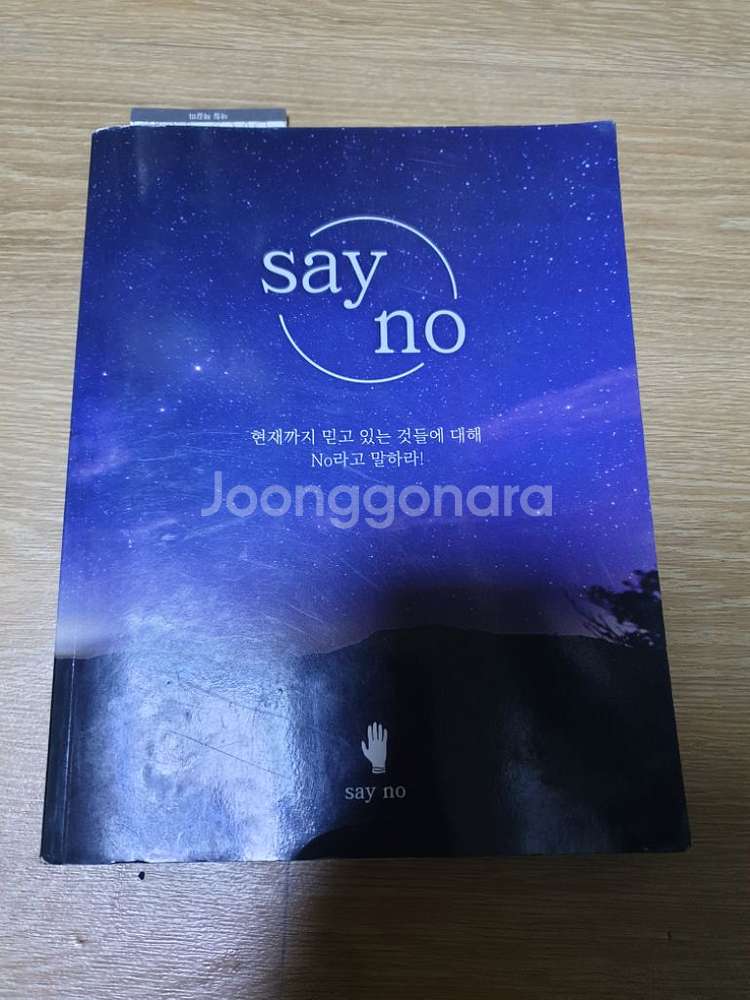 say
no
현재까지 믿고 있는 것들에 대해
No라고 말하라!
Joonggonara
say no